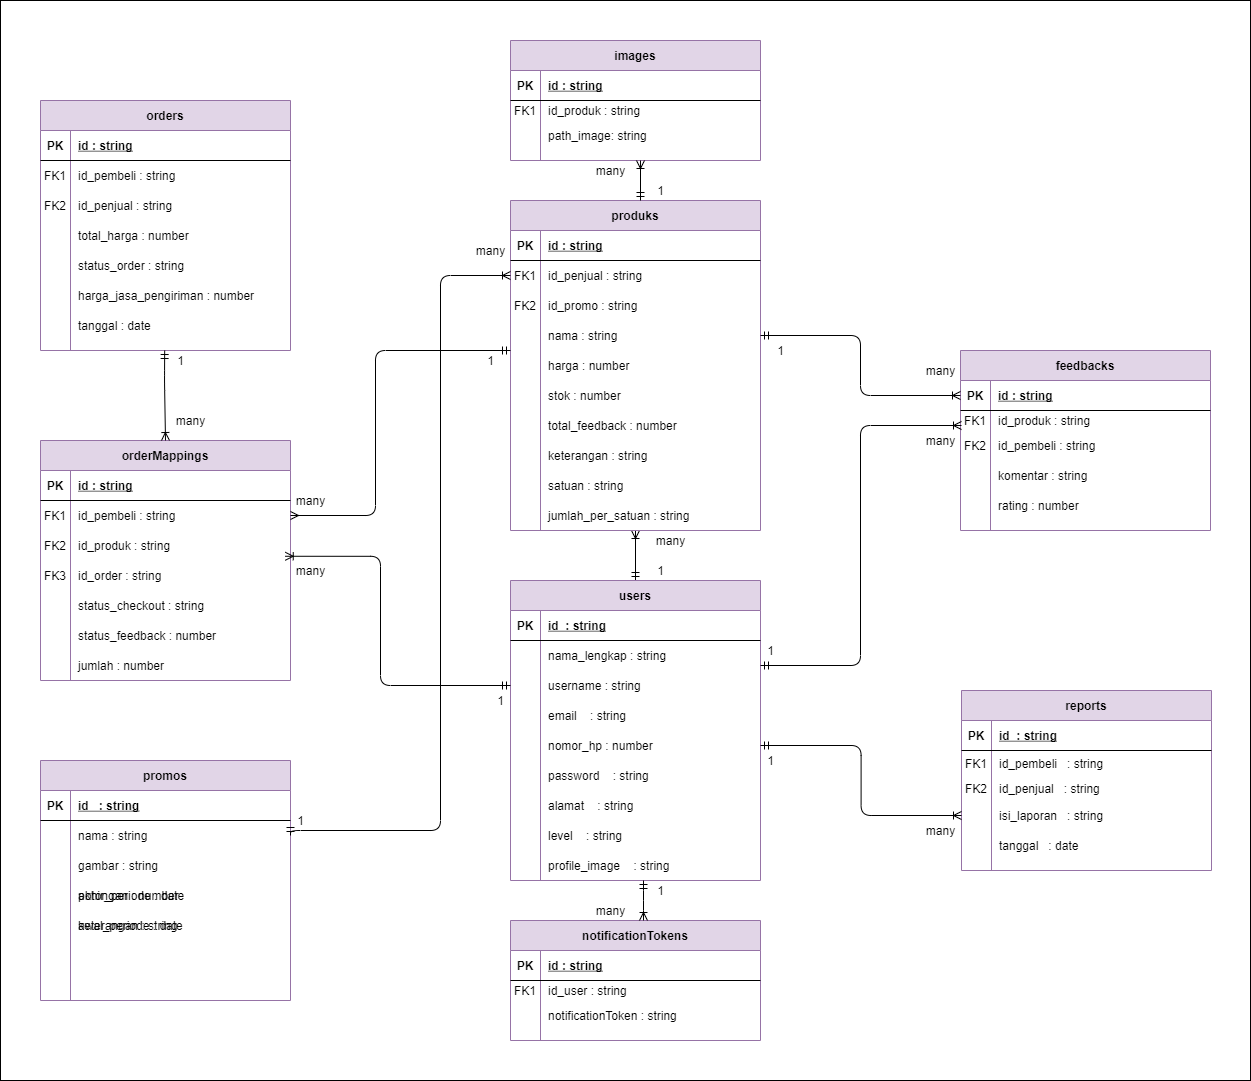 images
PK id : string
FK1 id_produk : string
path_image: string
many
1
orders
PK id : string
FK1 id_pembeli : string
FK2 id_penjual : string
total_harga : number
status_order : string
harga_jasa_pengiriman : number
tanggal : date
1
many
produks
PK id : string
FK1 id_penjual : string
FK2 id_promo : string
nama : string
harga : number
stok : number
total_feedback : number
keterangan : string
satuan : string
jumlah_per_satuan : string
many
1
1
many
1
feedbacks
PK id : string
FK1 id_produk : string
FK2 id_pembeli : string
komentar : string
rating : number
many
many
orderMappings
PK id : string
FK1 id_pembeli : string
FK2 id_produk : string
FK3 id_order : string
status_checkout : string
status_feedback : number
jumlah : number
many
many
users
PK id : string
nama_lengkap : string
username : string
email : string
nomor_hp : number
password : string
alamat : string
level : string
profile_image : string
1
1
1
1
many
reports
PK id : string
FK1 id_pembeli : string
FK2 id_penjual : string
isi_laporan : string
tanggal : date
many
promos
PK id : string
nama : string
gambar : string
1
notificationTokens
PK id : string
FK1 id_user : string
notificationToken : string